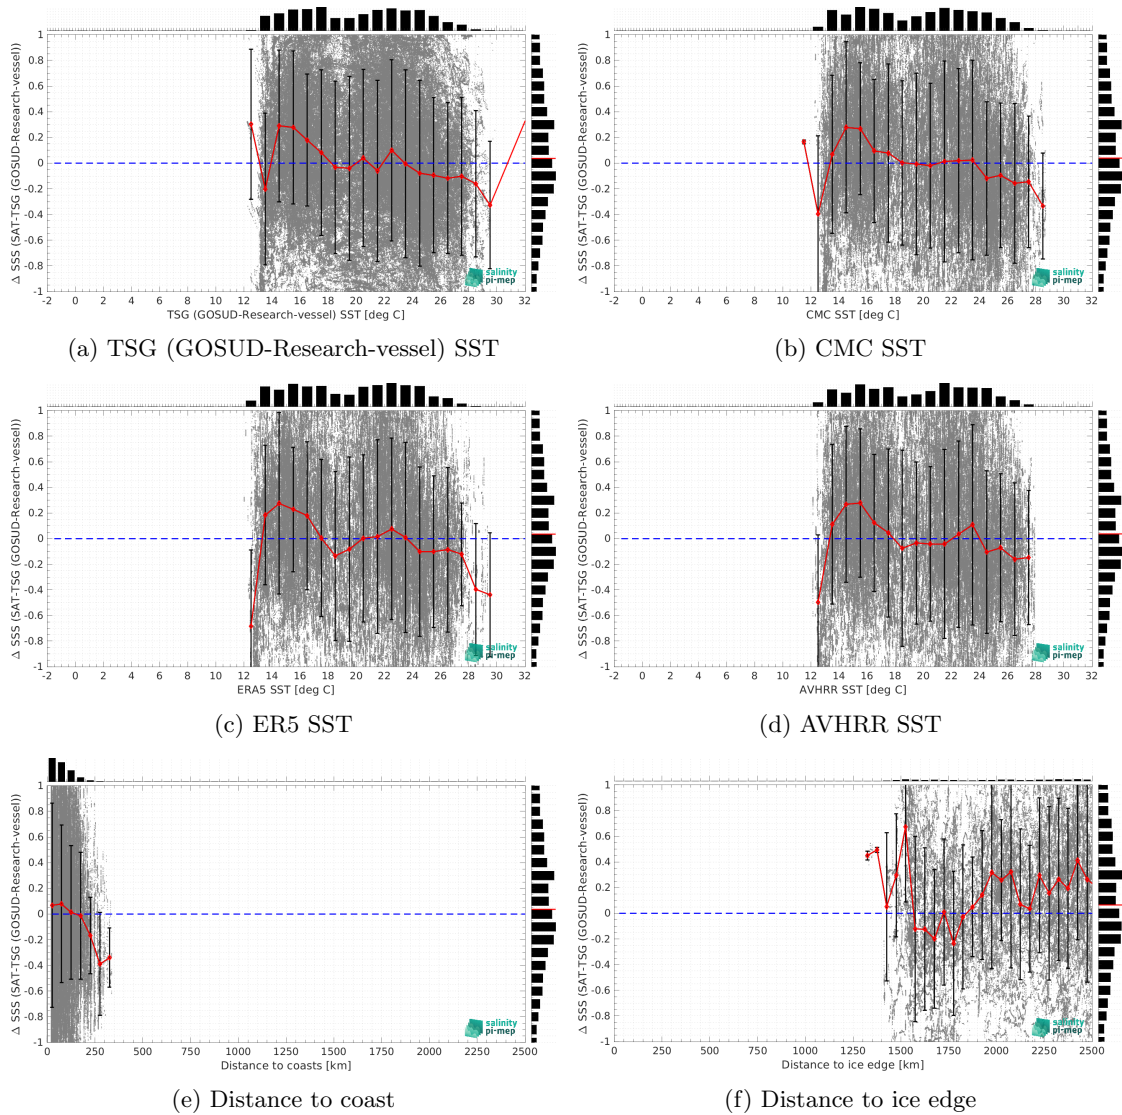 1
0.8
0.6
0.4
0.2
0
-0.2
-0.4
-0.6
-0.8
-1
Δ SSS (SAT-TSG (GOSUD-Research-vessel))
-2 0 2 4 6 8 10 12 14 16 18 20 22 24 26 28 30 32
TSG (GOSUD-Research-vessel) SST [deg C]
salinity
pi-mep
(a) TSG (GOSUD-Research-vessel) SST
1
0.8
0.6
0.4
0.2
0
-0.2
-0.4
-0.6
-0.8
-1
Δ SSS (SAT-TSG (GOSUD-Research-vessel))
-2 0 2 4 6 8 10 12 14 16 18 20 22 24 26 28 30 32
CMC SST [deg C]
salinity
pi-mep
(b) CMC SST
1
0.8
0.6
0.4
0.2
0
-0.2
-0.4
-0.6
-0.8
-1
Δ SSS (SAT-TSG (GOSUD-Research-vessel))
-2 0 2 4 6 8 10 12 14 16 18 20 22 24 26 28 30 32
ERA5 SST [deg C]
salinity
pi-mep
(c) ER5 SST
1
0.8
0.6
0.4
0.2
0
-0.2
-0.4
-0.6
-0.8
-1
Δ SSS (SAT-TSG (GOSUD-Research-vessel))
-2 0 2 4 6 8 10 12 14 16 18 20 22 24 26 28 30 32
AVHRR SST [deg C]
salinity
pi-mep
(d) AVHRR SST
1
0.8
0.6
0.4
0.2
0
-0.2
-0.4
-0.6
-0.8
-1
Δ SSS (SAT-TSG (GOSUD-Research-vessel))
0 250 500 750 1000 1250 1500 1750 2000 2250 2500
Distance to coasts [km]
salinity
pi-mep
(e) Distance to coast
1
0.8
0.6
0.4
0.2
0
-0.2
-0.4
-0.6
-0.8
-1
Δ SSS (SAT-TSG (GOSUD-Research-vessel))
0 250 500 750 1000 1250 1500 1750 2000 2250 2500
Distance to ice edge [km]
salinity
pi-mep
(f) Distance to ice edge